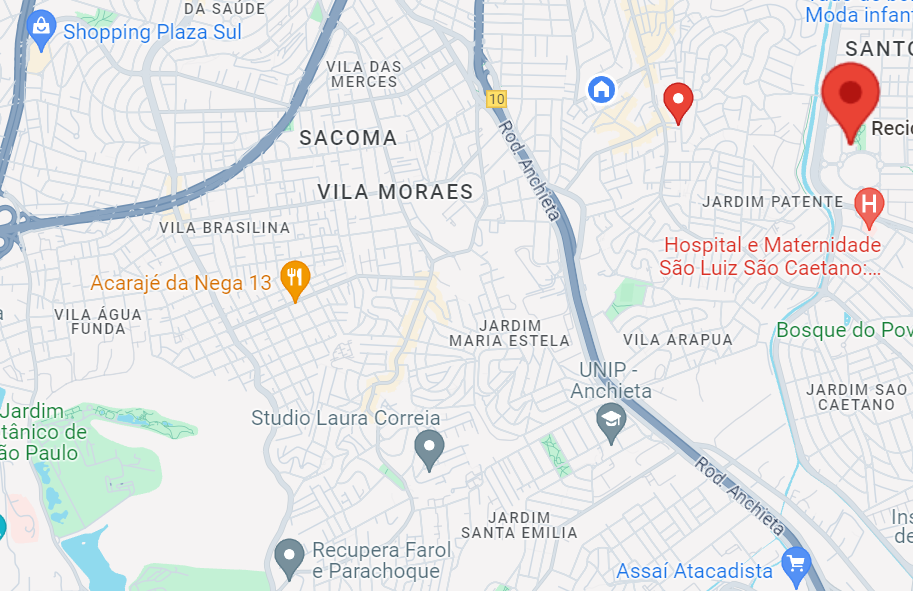 DA SAÚDE
Shopping Plaza Sul
Moda infant
SANTO
VILA DAS
MERCES
10
SACOMA
Rod. Anchieta
Reci
VILA MORAES
JARDIM PATENTE
H
VILA BRASILINA
Hospital e Maternidade
São Luiz São Caetano:...
Acarajé da Nega 13
VILA ÁGUA
FUNDA
JARDIM
MARIA ESTELA
VILA ARAPUA
Bosque do Pov
UNIP -
Anchieta
JARDIM SAO
CAETANO
Jardim
tânico de
ão Paulo
Studio Laura Correia
Rod. Anchieta
JARDIM
SANTA EMILIA
Ins
de
Recupera Farol
e Parachoque
Assaí Atacadista